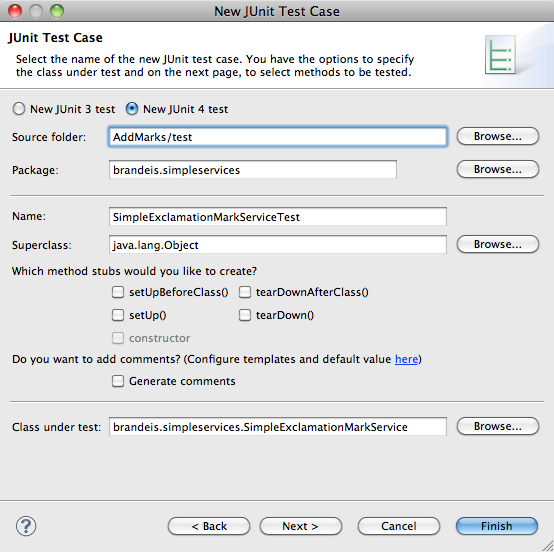 New JUnit Test Case
JUnit Test Case
Select the name of the new JUnit test case. You have the options to specify
the class under test and on the next page, to select methods to be tested.
New JUnit 3 test New JUnit 4 test
Source folder: AddMarks/test Browse...
Package: brandeis.simpleservices Browse...
Name: SimpleExclamationMarkServiceTest
Superclass: java.lang.Object Browse...
Which method stubs would you like to create?
setUpBeforeClass() tearDownAfterClass()
setUp() tearDown()
constructor
Do you want to add comments? (Configure templates and default value here)
Generate comments
Class under test: brandeis.simpleservices.SimpleExclamationMarkService Browse...
? < Back Next > Cancel Finish